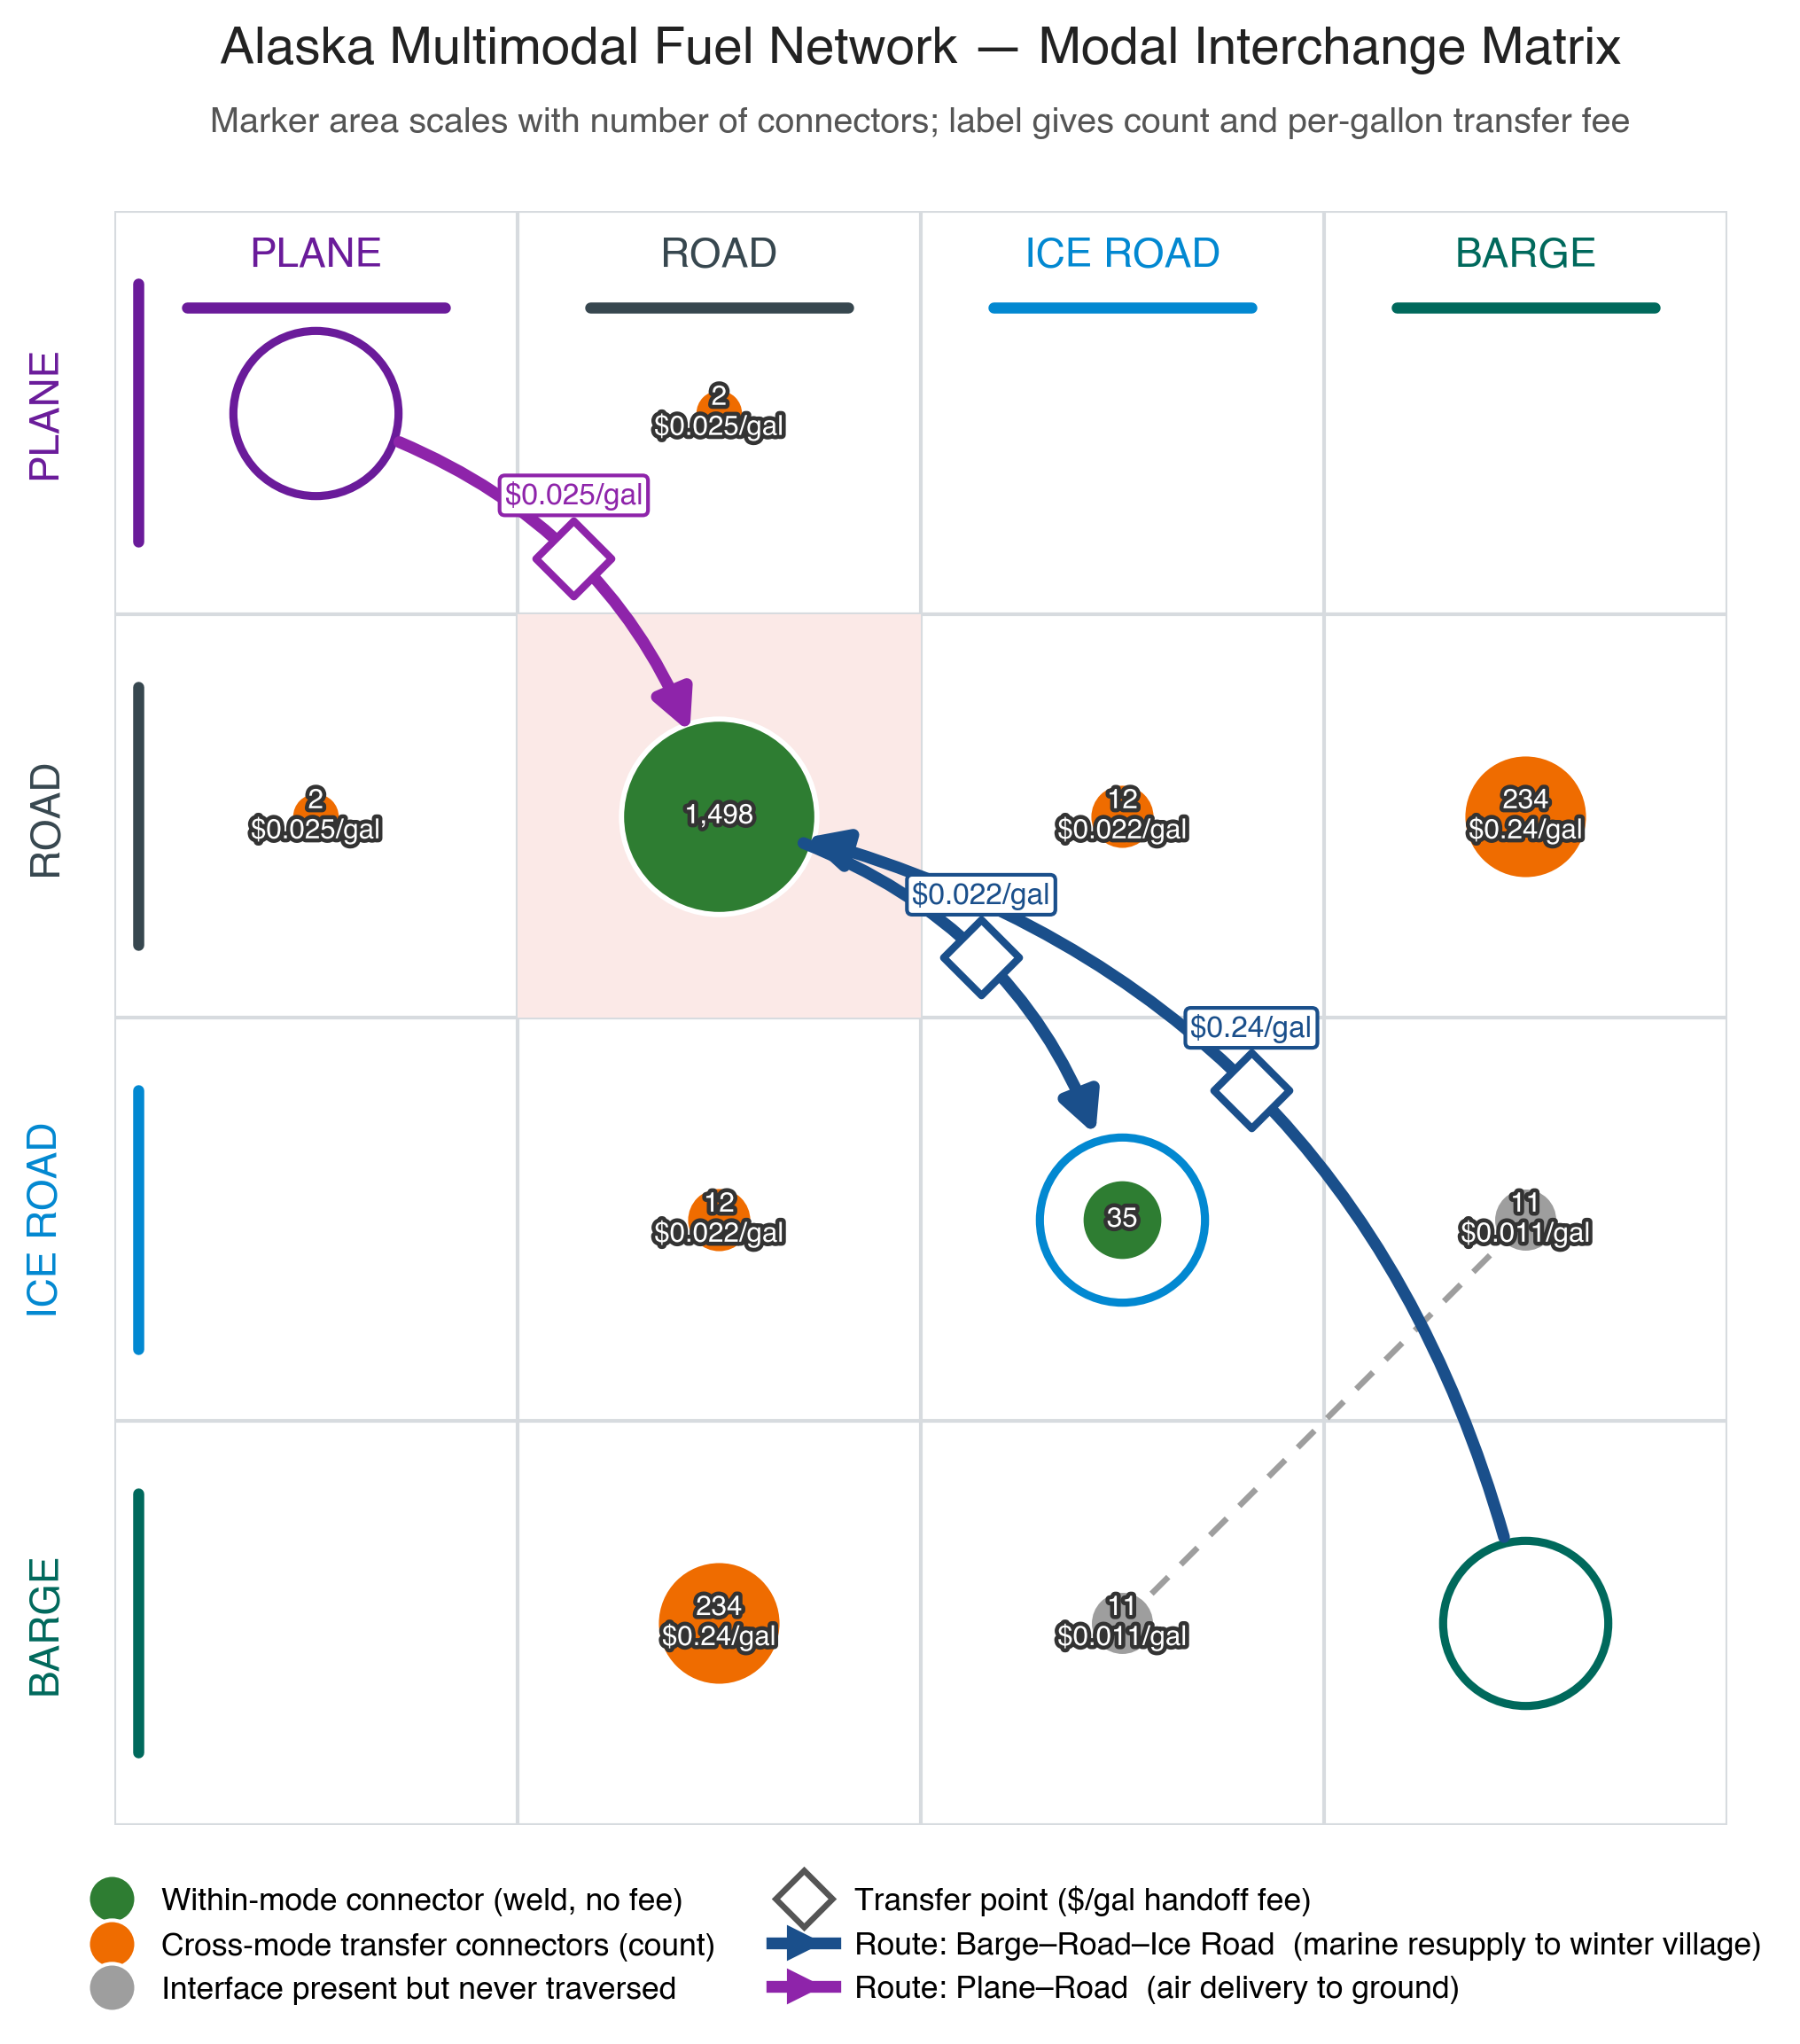 Alaska Multimodal Fuel Network — Modal Interchange Matrix
Marker area scales with number of connectors; label gives count and per-gallon transfer fee
PLANE
ROAD
ICE ROAD
BARGE
PLANE
2
$0.025/gal
$0.025/gal
ROAD
2
$0.025/gal
1,498
12
$0.022/gal
234
$0.24/gal
$0.022/gal
$0.24/gal
ICE ROAD
12
$0.022/gal
35
11
$0.011/gal
BARGE
234
$0.24/gal
11
$0.011/gal
Within-mode connector (weld, no fee)
Cross-mode transfer connectors (count)
Interface present but never traversed
Transfer point ($/gal handoff fee)
Route: Barge–Road–Ice Road (marine resupply to winter village)
Route: Plane–Road (air delivery to ground)